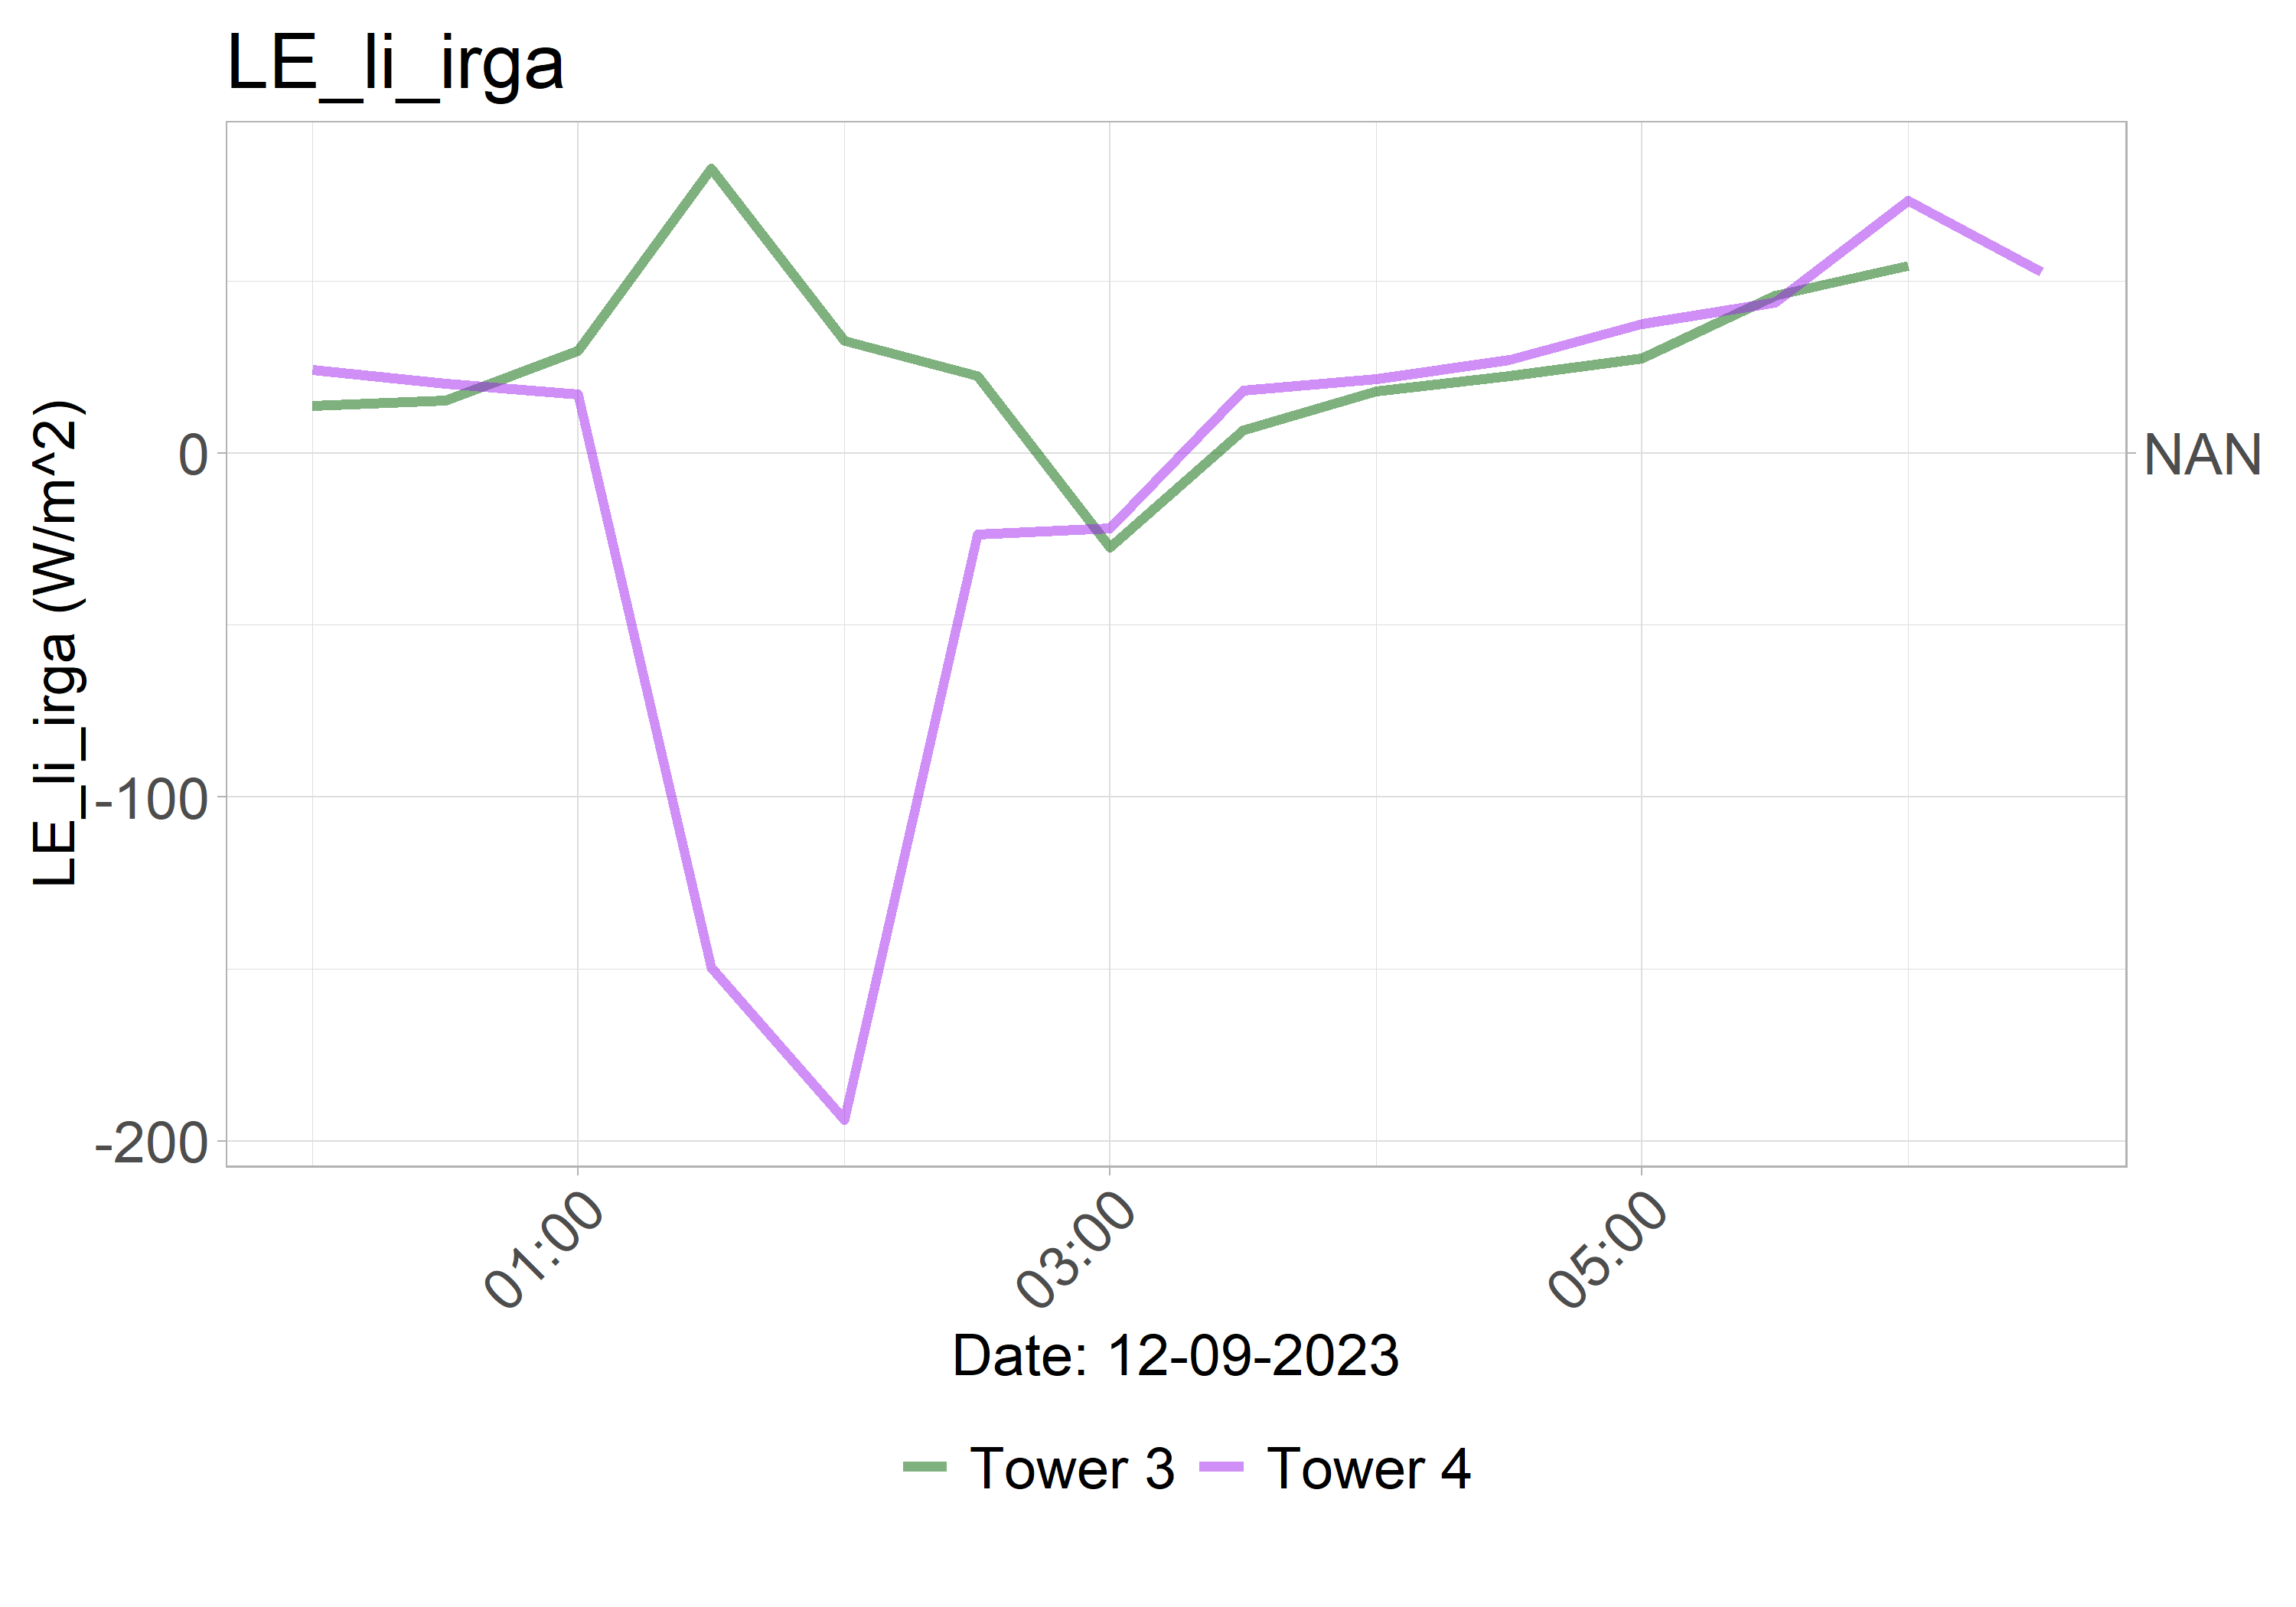 LE_li_irga
LE_li_irga (W/m^2)
0
-100
-200
NAN
01:00
03:00
05:00
Date: 12-09-2023
Tower 3
Tower 4